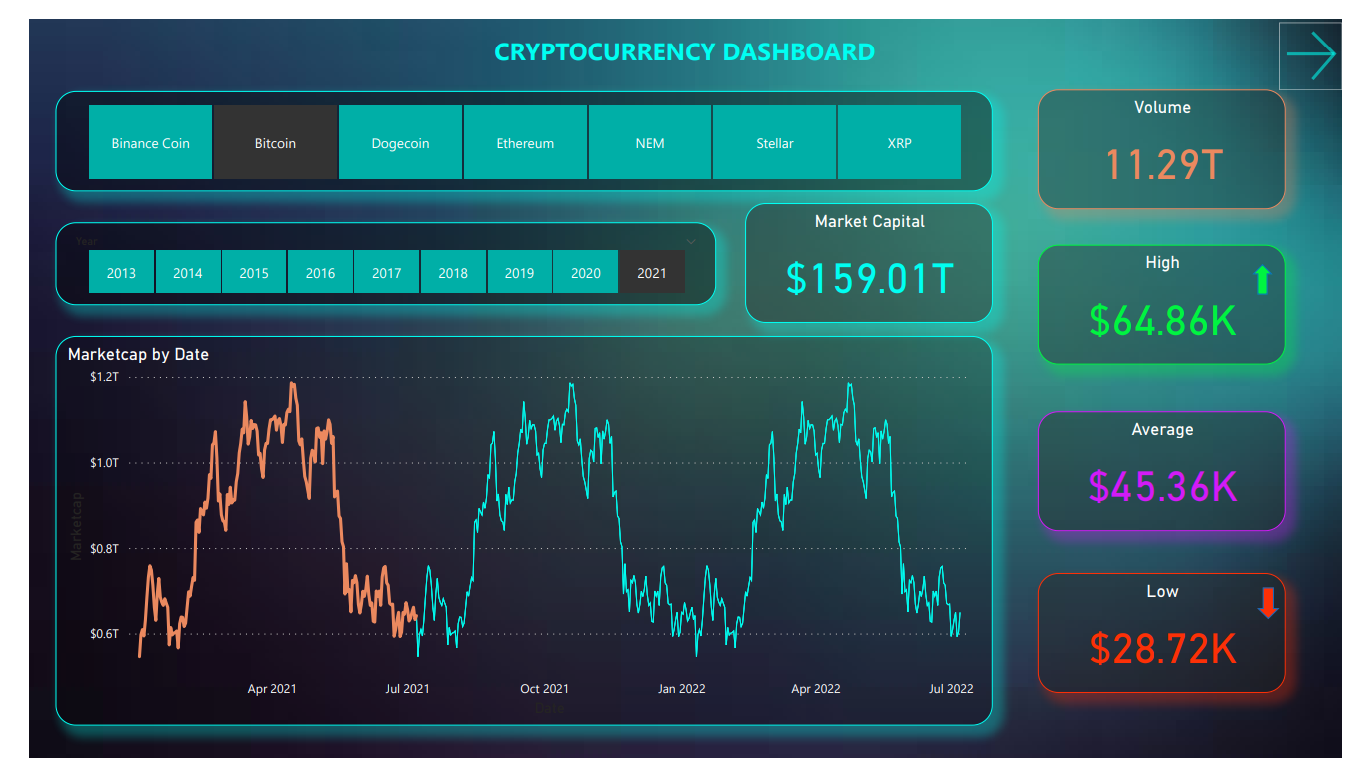 CRYPTOCURRENCY DASHBOARD
Binance Coin
Bitcoin
Dogecoin
Ethereum
NEM
Stellar
XRP
Volume
11.29T
Year
2013
2014
2015
2016
2017
2018
2019
2020
2021
Market Capital
$159.01T
High
$64.86K
Marketcap by Date
Marketcap
$1.2T
$1.0T
$0.8T
$0.6T
Apr 2021
Jul 2021
Oct 2021
Jan 2022
Apr 2022
Jul 2022
Date
Average
$45.36K
Low
$28.72K